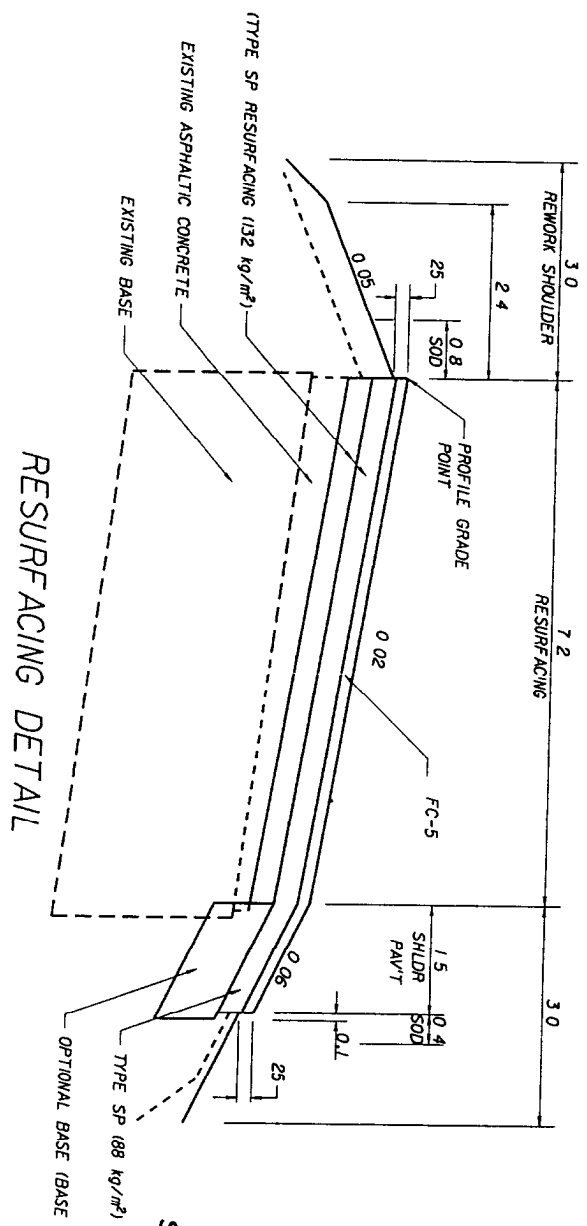 3 0
REWORK SHOULDER
2 4
0 8
SOD
25
0 05
7 2
RESURFACING
PROFILE GRADE
POINT
0 02
FC-5
3 0
1 5
SHLDR
PAV'T
0 4
SOD
0.1
0 06
25
(TYPE SP RESURFACING (132 kg/m²)
EXISTING ASPHALTIC CONCRETE
EXISTING BASE
TYPE SP (88 kg/m²)
OPTIONAL BASE (BASE
RESURFACING DETAIL